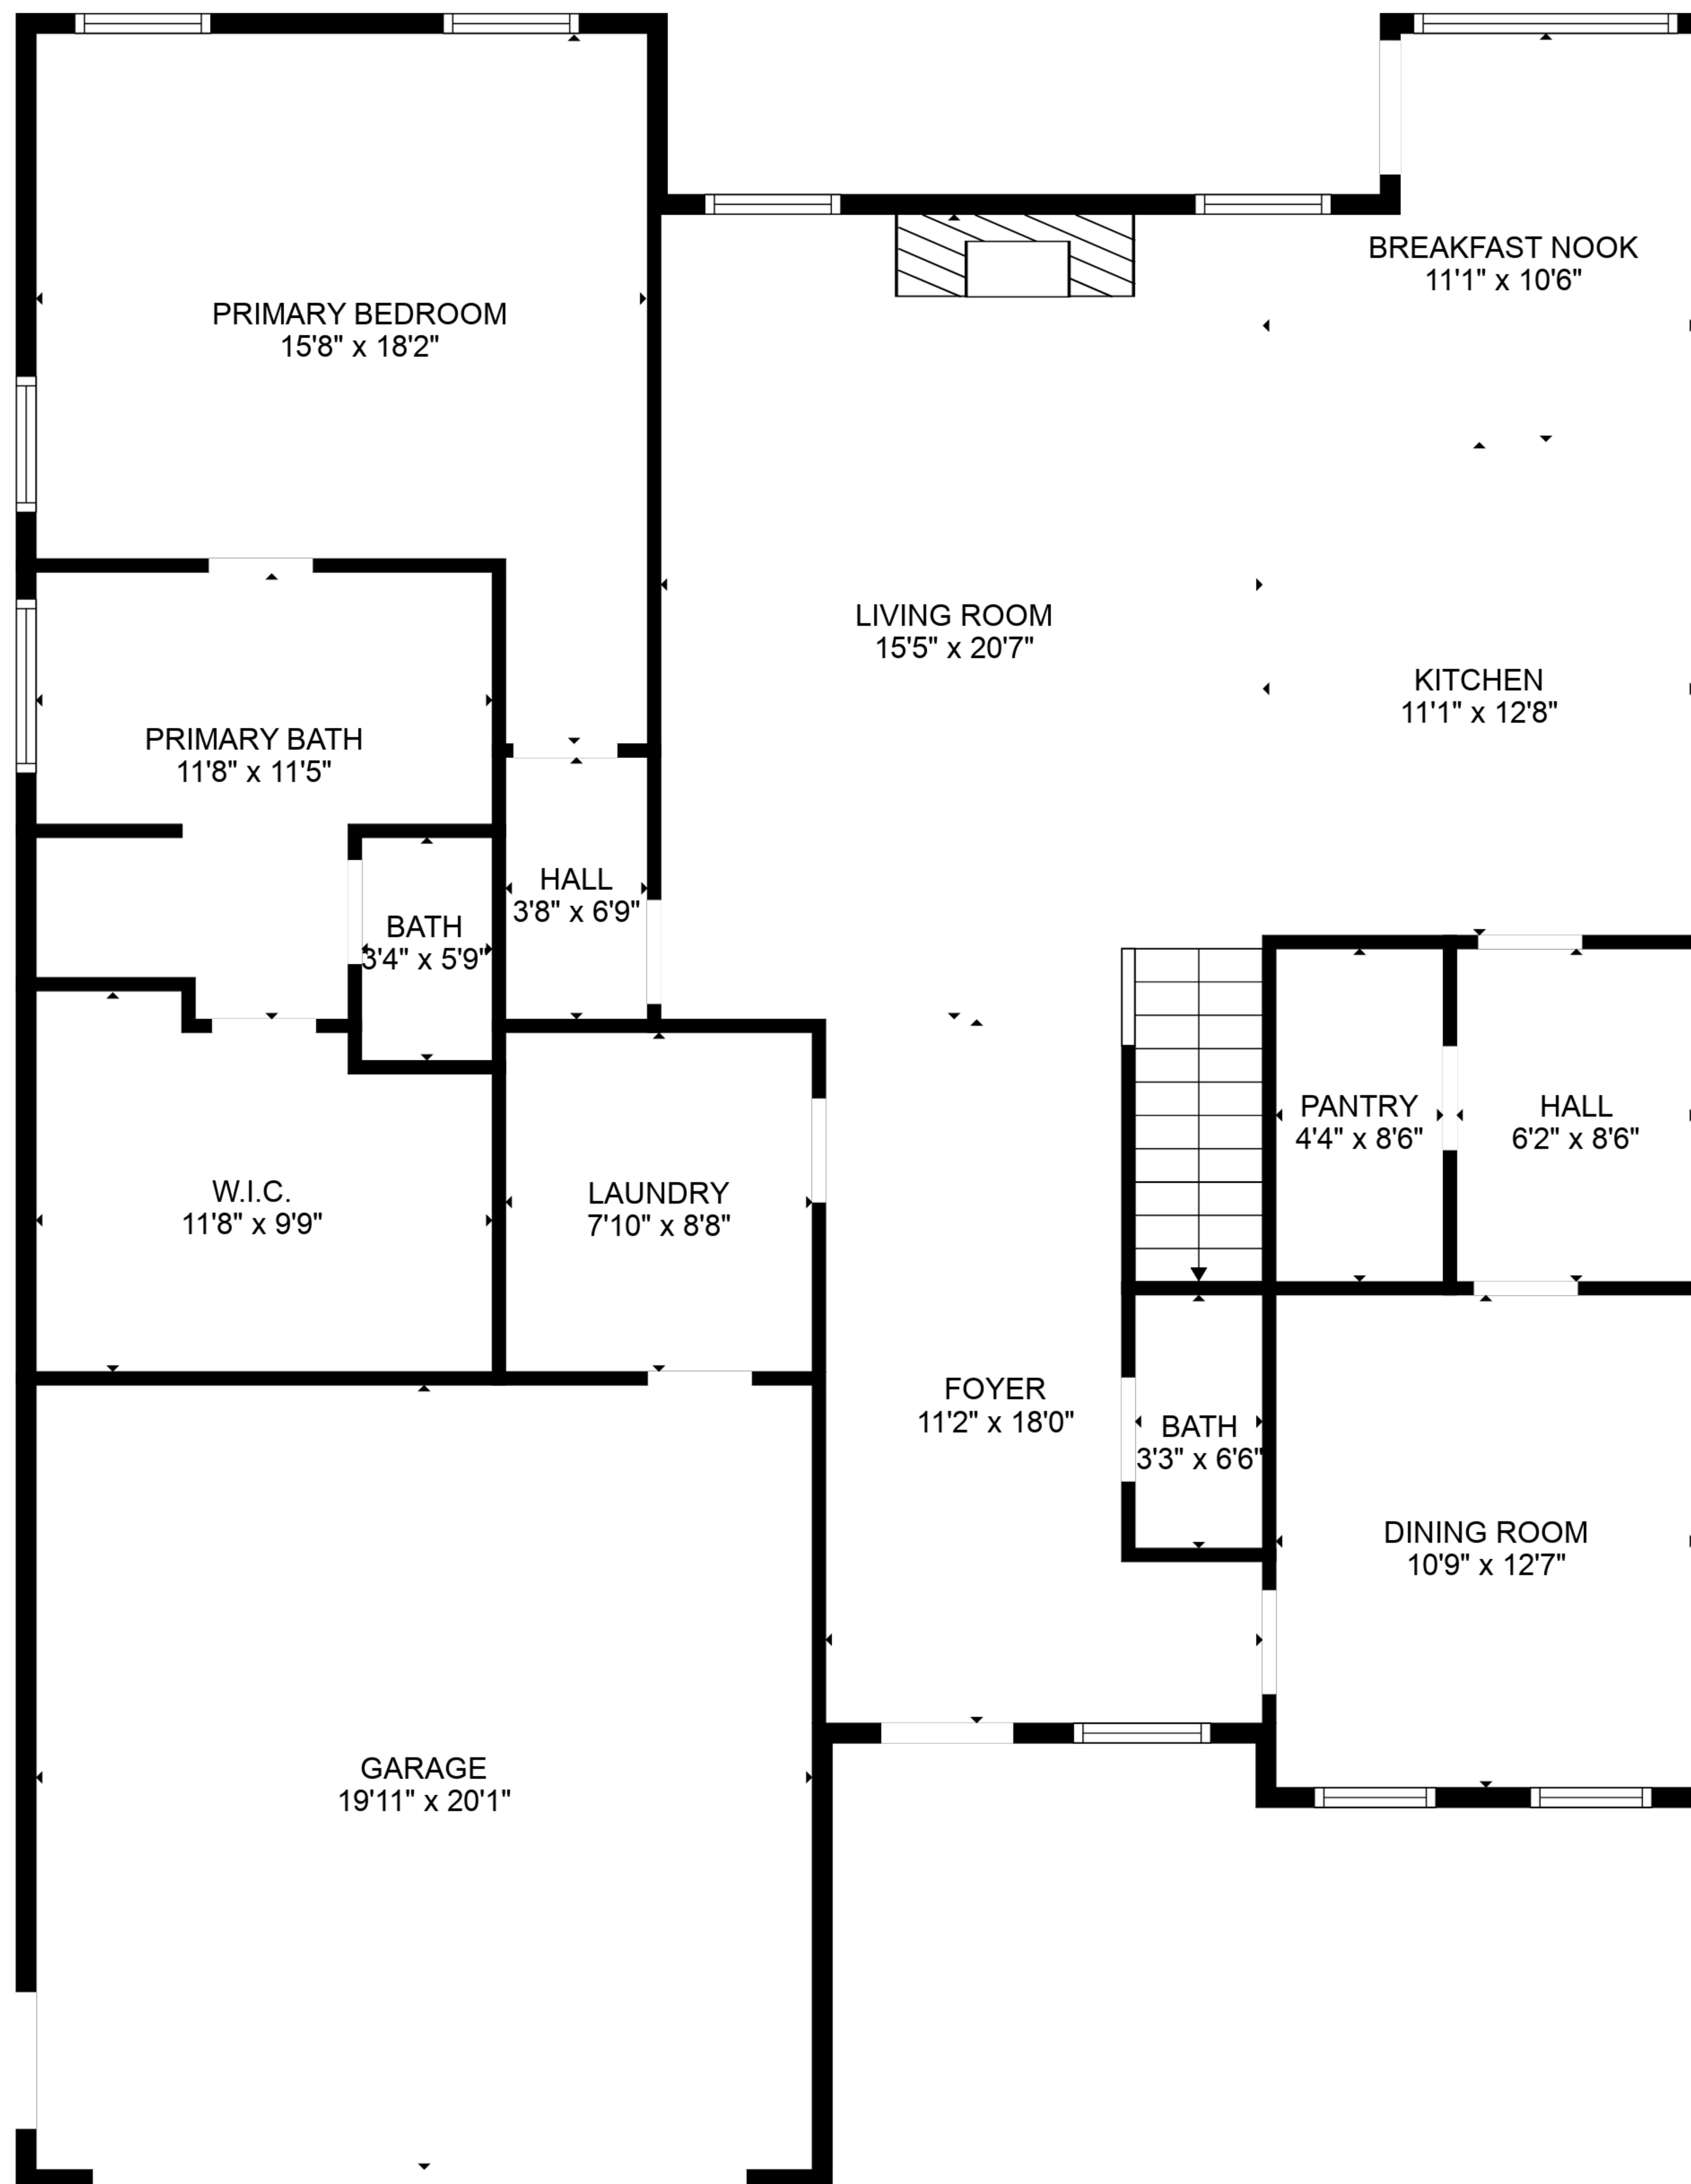 BREAKFAST NOOK
11'1" x 10'6"
PRIMARY BEDROOM
15'8" x 18'2"
LIVING ROOM
15'5" x 20'7"
KITCHEN
11'1" x 12'8"
PRIMARY BATH
11'8" x 11'5"
HALL
3'8" x 6'9"
BATH
3'4" x 5'9"
PANTRY
4'4" x 8'6"
HALL
6'2" x 8'6"
W.I.C.
11'8" x 9'9"
LAUNDRY
7'10" x 8'8"
FOYER
11'2" x 18'0"
BATH
3'3" x 6'6"
DINING ROOM
10'9" x 12'7"
GARAGE
19'11" x 20'1"